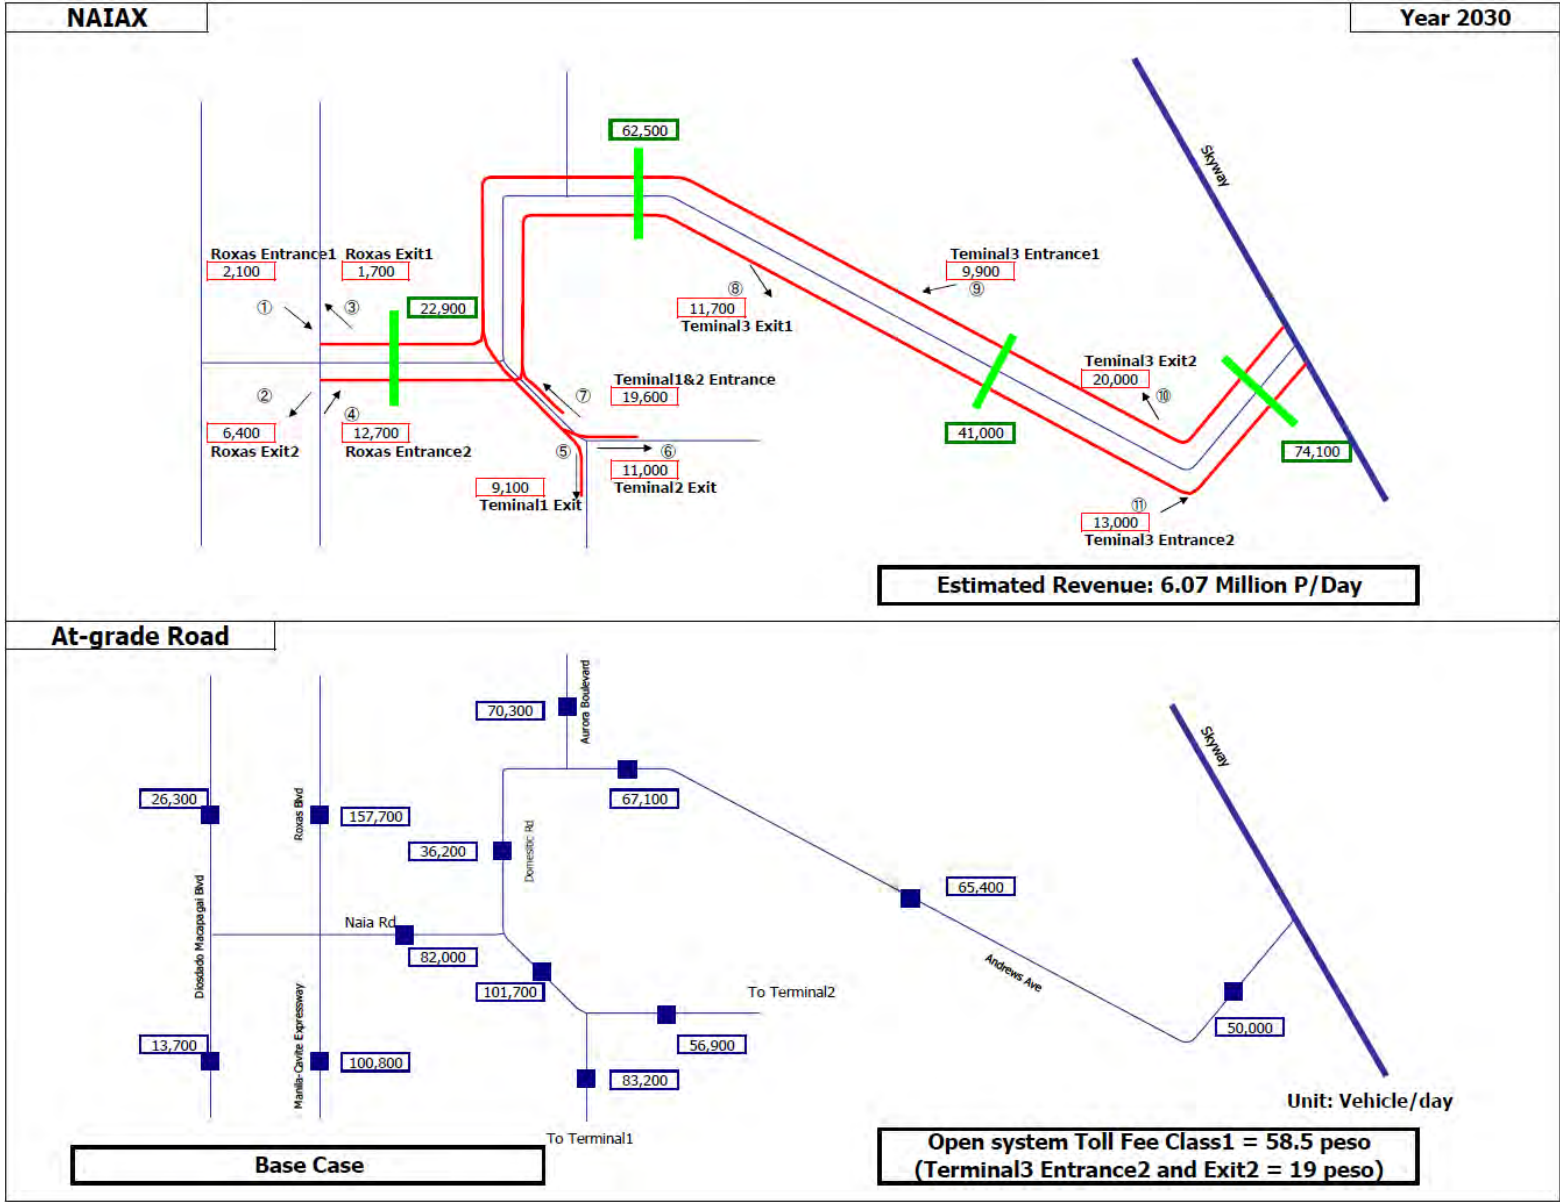 NAIAX
Year 2030
62,500
Skyway
Roxas Entrance1
2,100
Roxas Exit1
1,700
①
③
22,900
Teminal3 Entrance1
9,900
⑨
⑧
11,700
Teminal3 Exit1
②
6,400
Roxas Exit2
④
12,700
Roxas Entrance2
⑦
Teminal1&2 Entrance
19,600
Teminal3 Exit2
20,000
⑩
41,000
74,100
⑤
9,100
Teminal1 Exit
⑥
11,000
Teminal2 Exit
⑪
13,000
Teminal3 Entrance2
Estimated Revenue: 6.07 Million P/Day
At-grade Road
70,300
Aurora Boulevard
67,100
Skyway
26,300
Roxas Blvd
157,700
36,200
Domestic Rd
65,400
Diosdado Macapagal Blvd
Naia Rd
82,000
101,700
Andrews Ave
To Terminal2
56,900
50,000
13,700
Manila-Cavite Expressway
100,800
83,200
To Terminal1
Unit: Vehicle/day
Base Case
Open system Toll Fee Class1 = 58.5 peso
(Terminal3 Entrance2 and Exit2 = 19 peso)